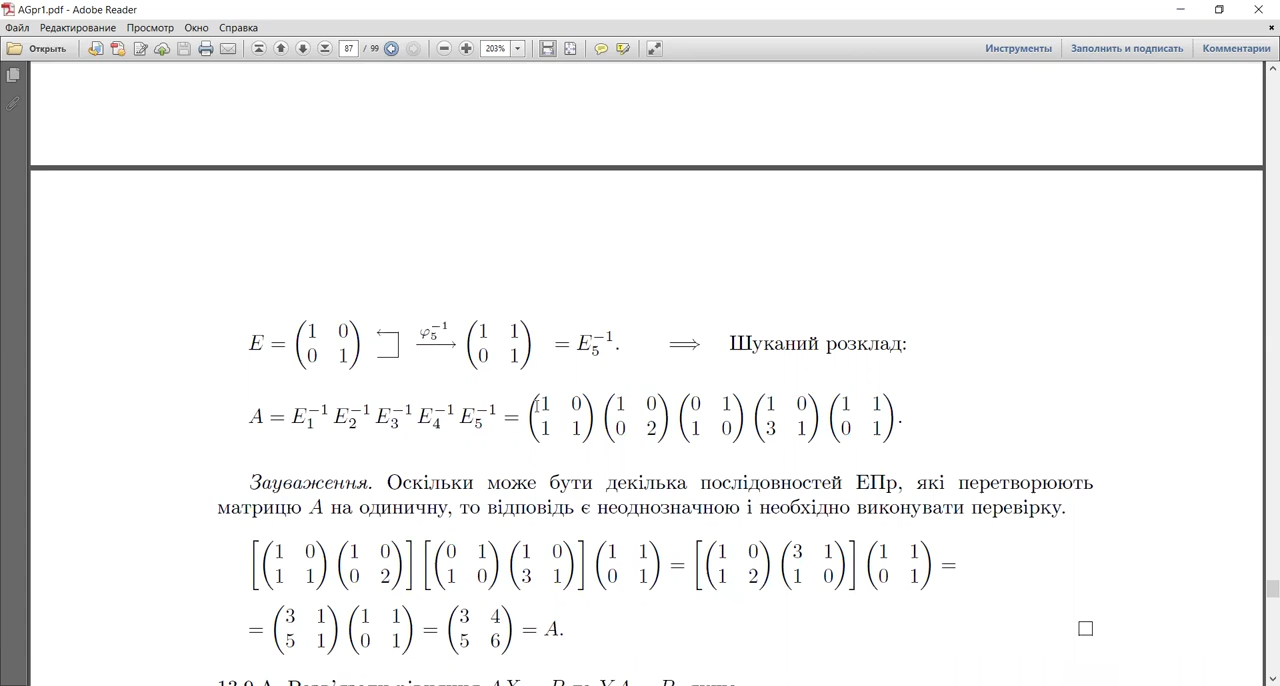 AGpr1.pdf - Adobe Reader
Файл Редактирование Просмотр Окно Справка
Открыть 87 / 99 203% Инструменты Заполнить и подписать Комментарии
E = (1 0; 0 1) φ₅⁻¹ → (1 1; 0 1) = E₅⁻¹. ⟹ Шуканий розклад:
A = E₁⁻¹ E₂⁻¹ E₃⁻¹ E₄⁻¹ E₅⁻¹ = (1 0; 1 1) (1 0; 0 2) (0 1; 1 0) (1 0; 3 1) (1 1; 0 1).
Зауваження. Оскільки може бути декілька послідовностей ЕПр, які перетворюють
матрицю A на одиничну, то відповідь є неоднозначною і необхідно виконувати перевірку.
[(1 0; 1 1) (1 0; 0 2)] [(0 1; 1 0) (1 0; 3 1)] (1 1; 0 1) = [(1 0; 1 2) (3 1; 1 0)] (1 1; 0 1) =
= (3 1; 5 1) (1 1; 0 1) = (3 4; 5 6) = A. □